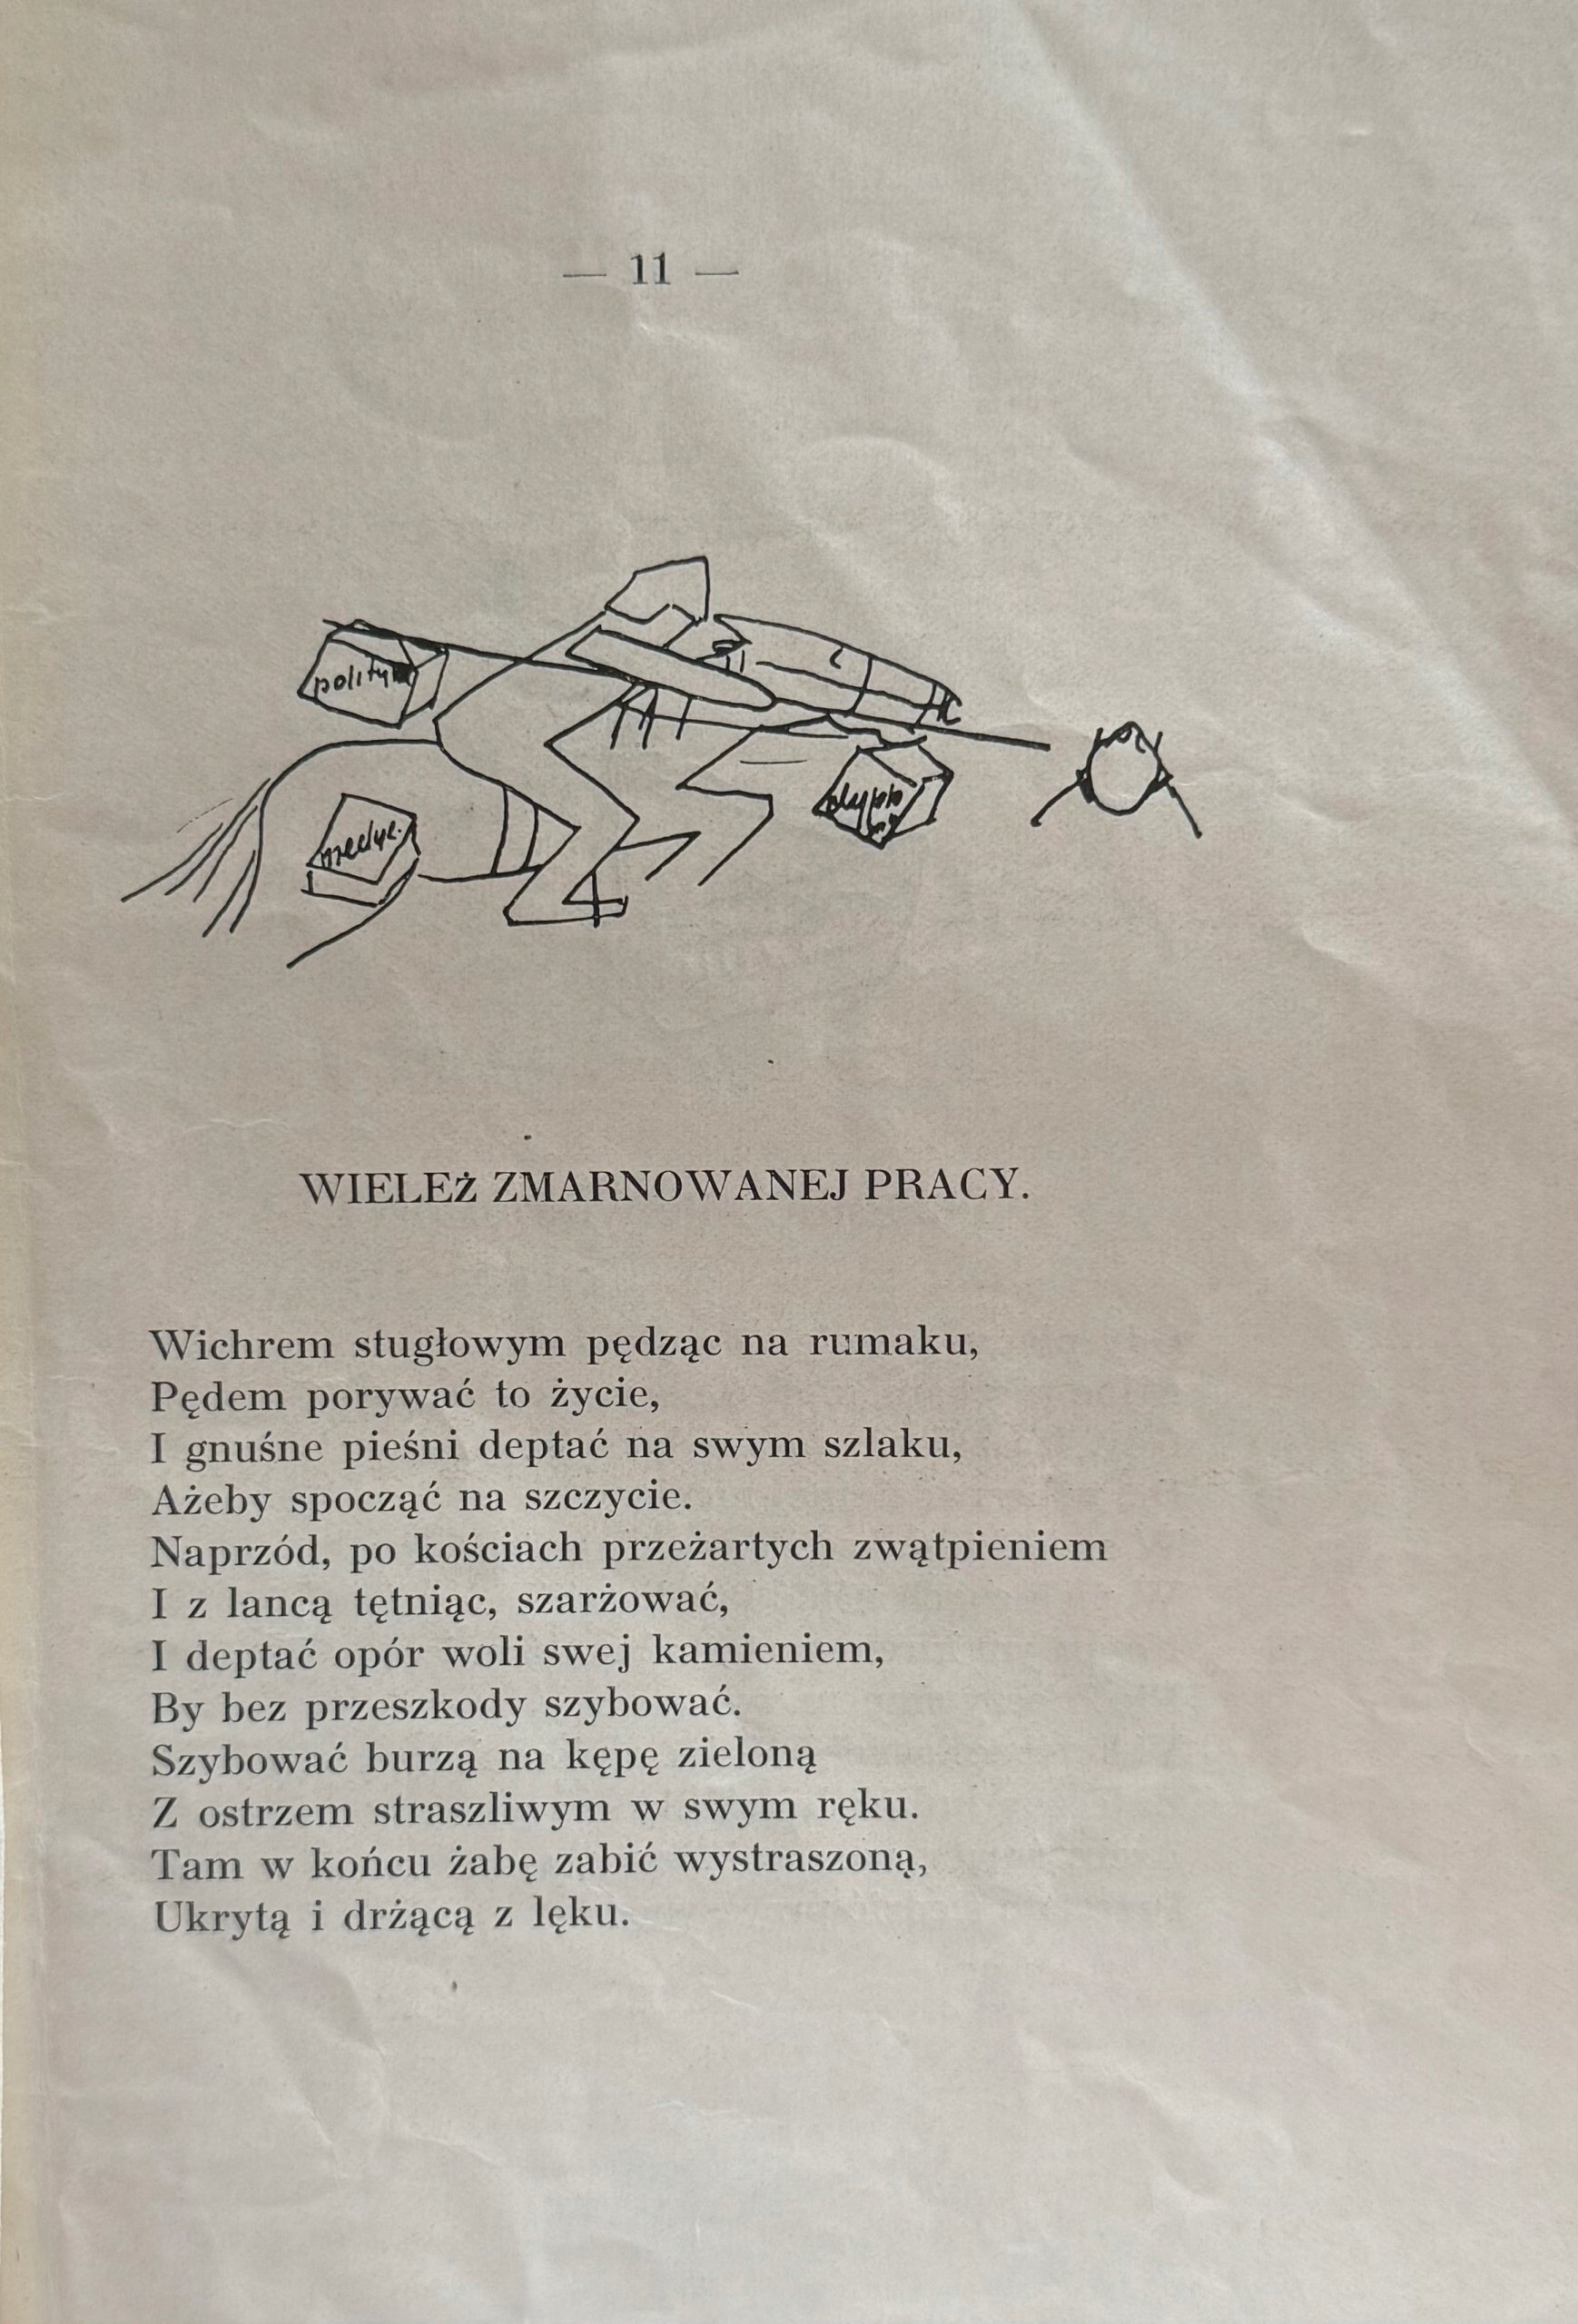 — 11 —
polityka
medyc.
WIELEŻ ZMARNOWANEJ PRACY.
Wichrem stugłowym pędząc na rumaku,
Pędem porywać to życie,
I gnuśne pieśni deptać na swym szlaku,
Ażeby spocząć na szczycie.
Naprzód, po kościach przeżartych zwątpieniem
I z lancą tętniąc, szarżować,
I deptać opór woli swej kamieniem,
By bez przeszkody szybować.
Szybować burzą na kępę zieloną
Z ostrzem straszliwym w swym ręku.
Tam w końcu żabę zabić wystraszoną,
Ukrytą i drżącą z lęku.